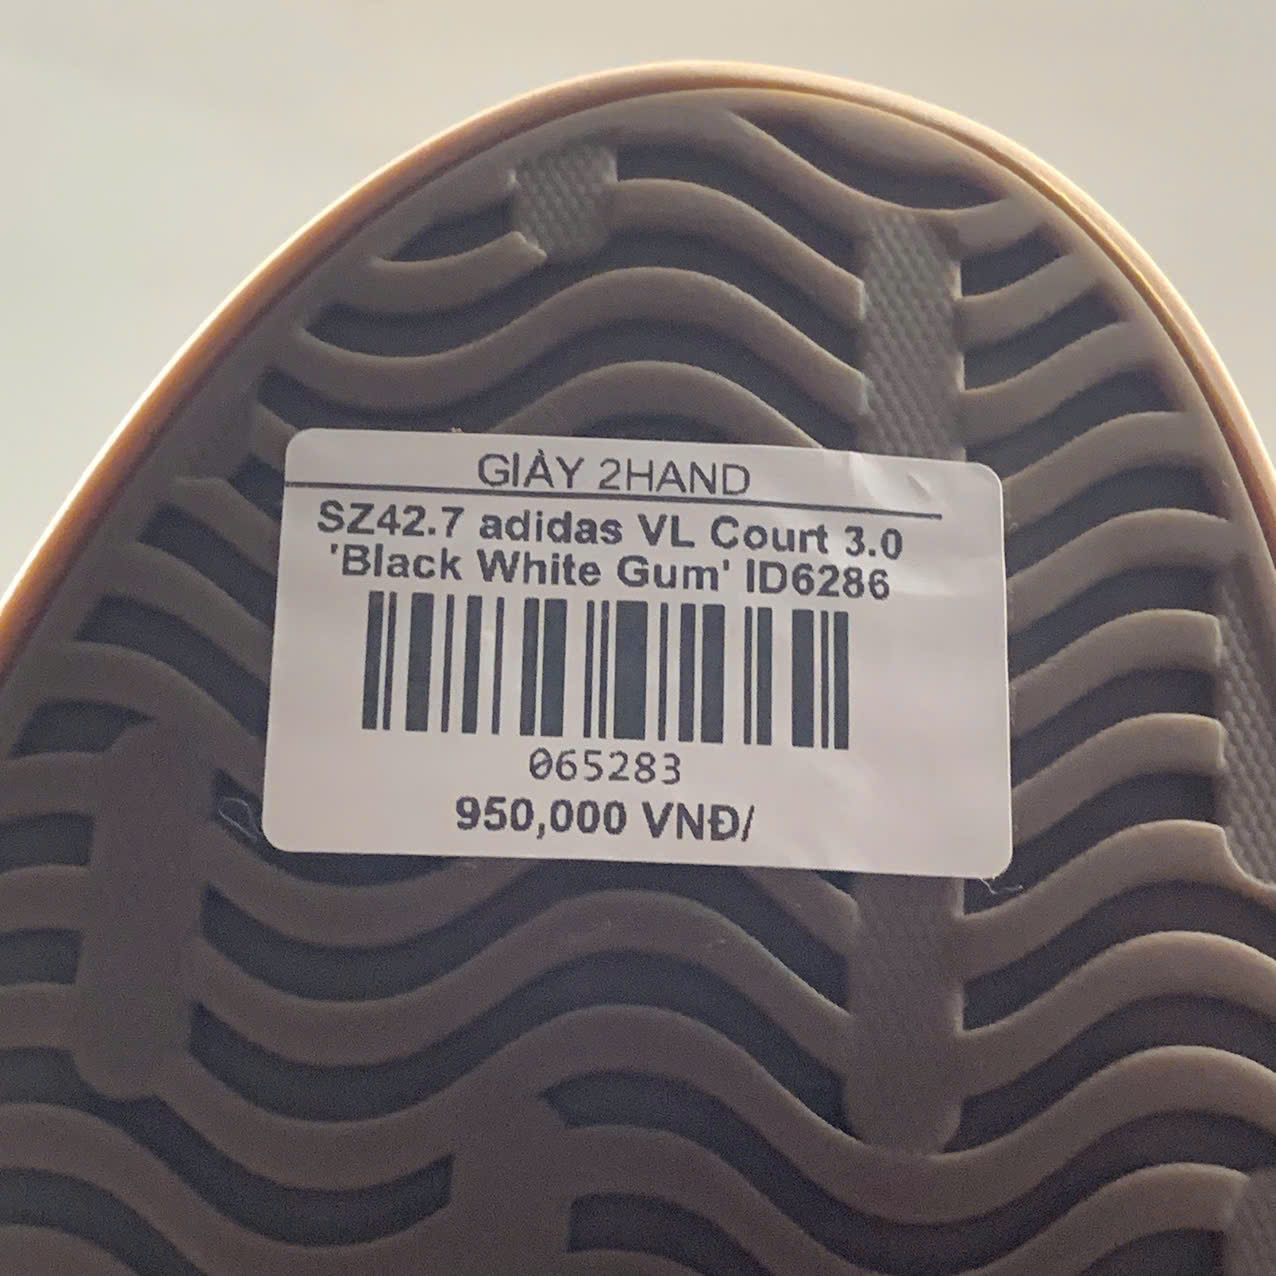 GIÀY 2HAND
SZ42.7 adidas VL Court 3.0
'Black White Gum' ID6286
065283
950,000 VNĐ/